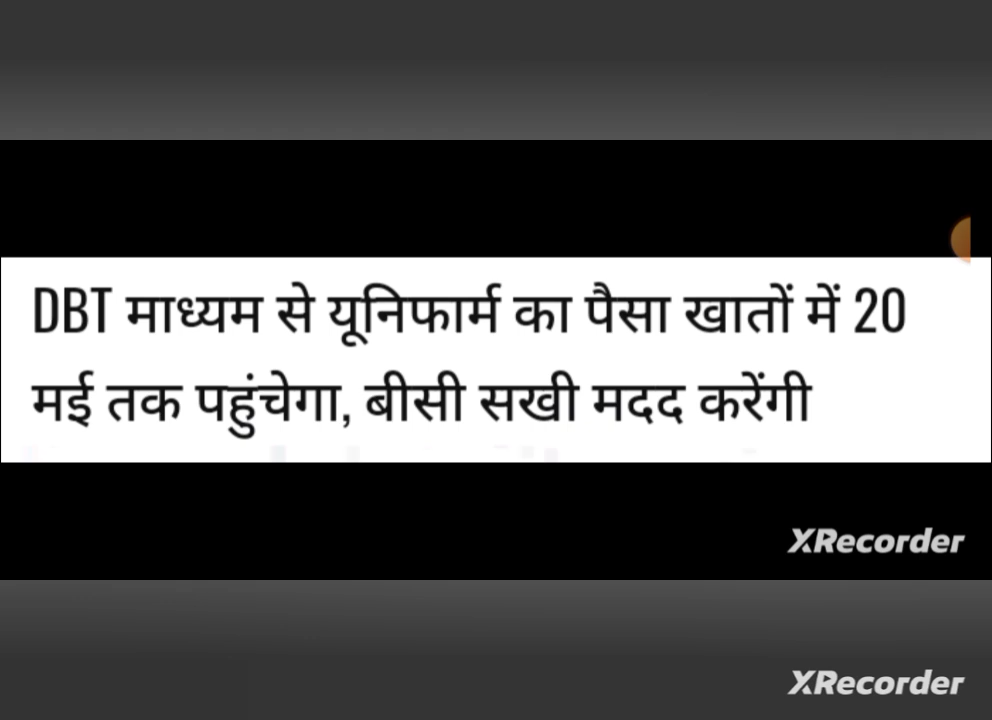 DBT माध्यम से यूनिफार्म का पैसा खातों में 20
मई तक पहुंचेगा, बीसी सखी मदद करेंगी
XRecorder
XRecorder